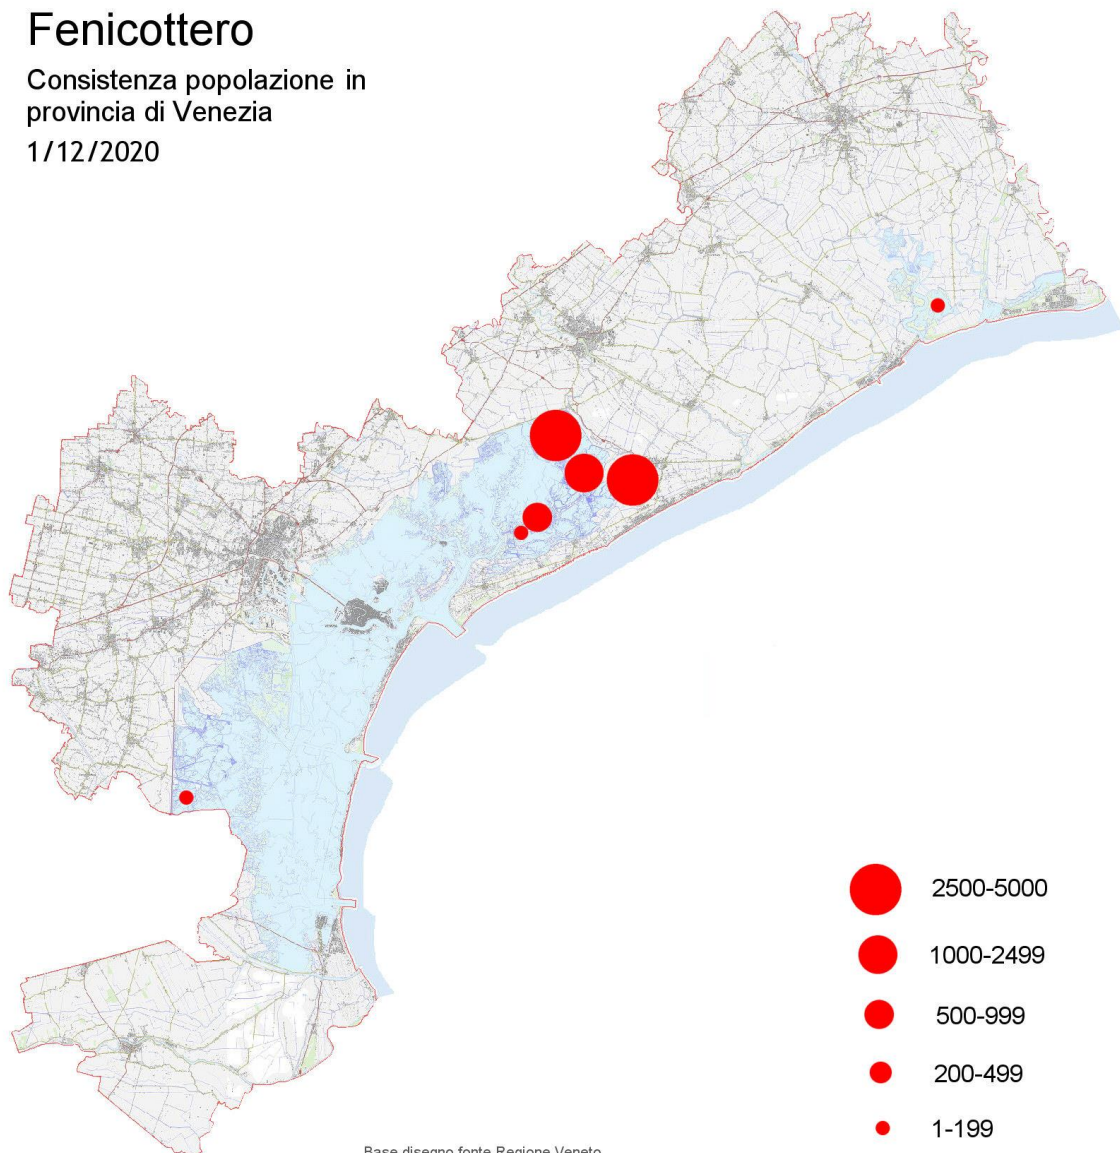 Fenicottero
Consistenza popolazione in
provincia di Venezia
1/12/2020
2500-5000
1000-2499
500-999
200-499
1-199
Base disegno fonte Regione Veneto